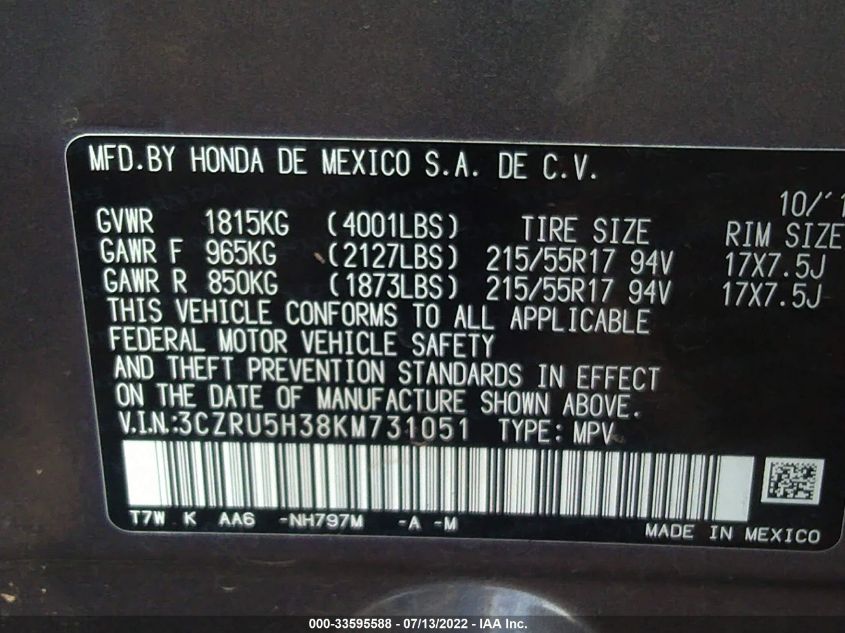 MFD.BY HONDA DE MEXICO S.A. DE C.V.
10/'1
GVWR 1815KG (4001LBS) TIRE SIZE RIM SIZE
GAWR F 965KG (2127LBS) 215/55R17 94V 17X7.5J
GAWR R 850KG (1873LBS) 215/55R17 94V 17X7.5J
THIS VEHICLE CONFORMS TO ALL APPLICABLE
FEDERAL MOTOR VEHICLE SAFETY
AND THEFT PREVENTION STANDARDS IN EFFECT
ON THE DATE OF MANUFACTURE SHOWN ABOVE.
V.I.N.:3CZRU5H38KM731051 TYPE: MPV
T7W K AA6 -NH797M -A -M
MADE IN MEXICO
000-33595588 - 07/13/2022 - IAA Inc.